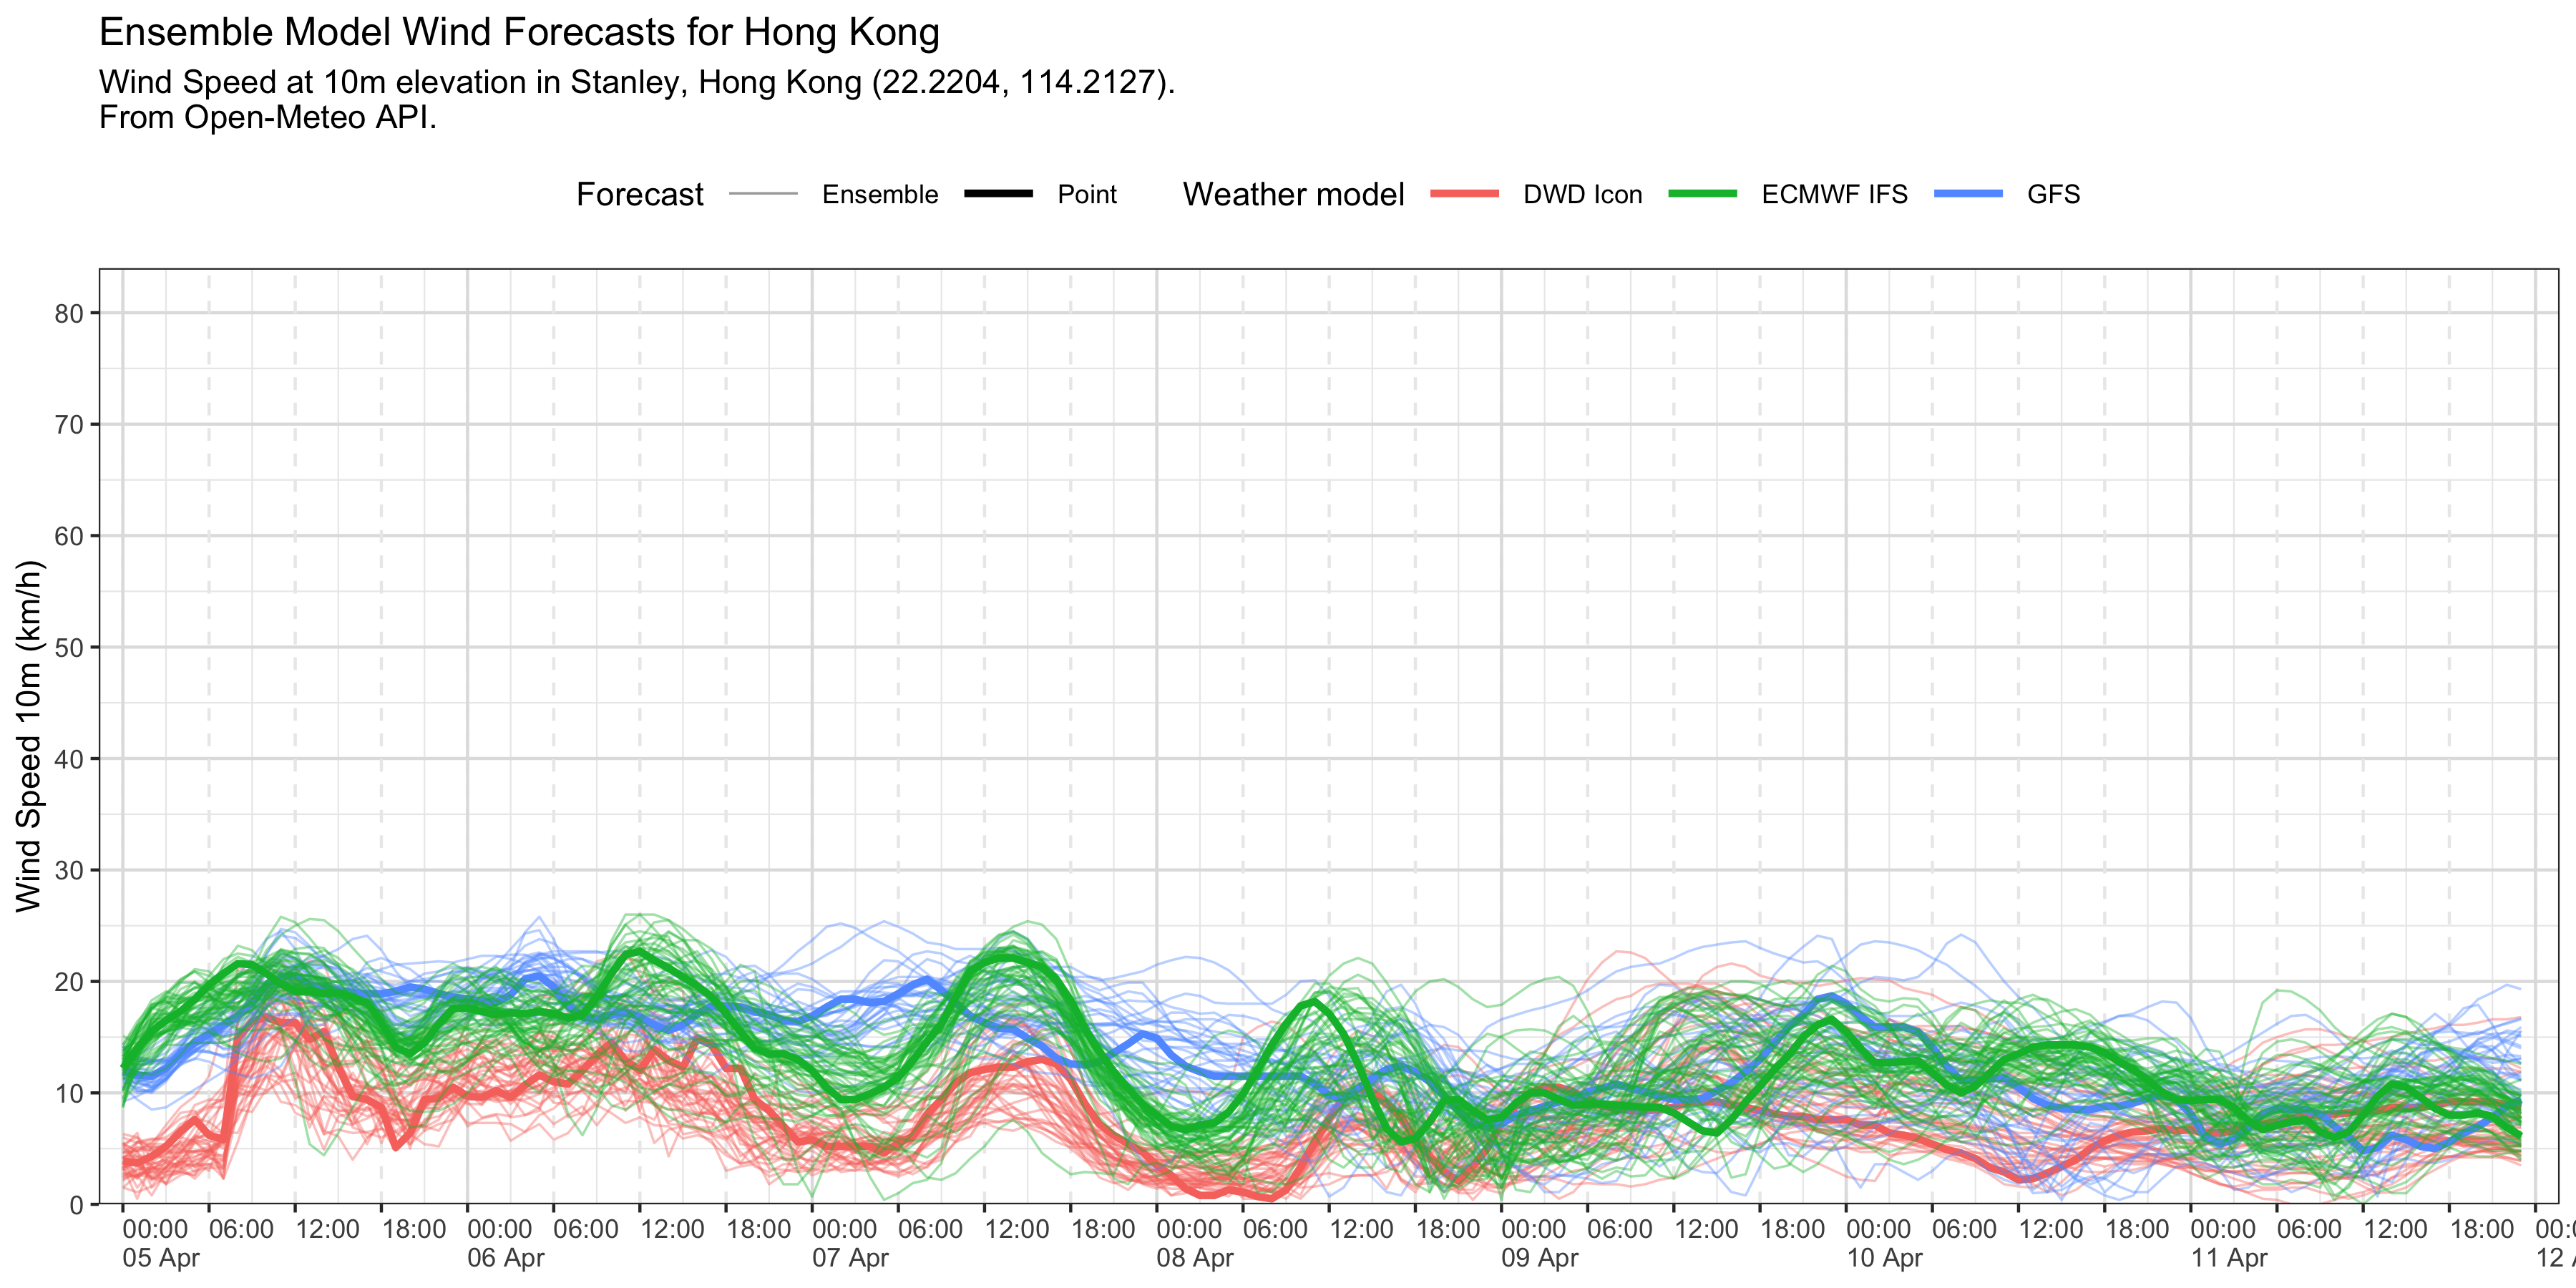 Ensemble Model Wind Forecasts for Hong Kong
Wind Speed at 10m elevation in Stanley, Hong Kong (22.2204, 114.2127).
From Open-Meteo API.
Forecast Ensemble Point Weather model DWD Icon ECMWF IFS GFS
Wind Speed 10m (km/h)
80
70
60
50
40
30
20
10
0
00:00 06:00 12:00 18:00 00:00 06:00 12:00 18:00 00:00 06:00 12:00 18:00 00:00 06:00 12:00 18:00 00:00 06:00 12:00 18:00 00:00 06:00 12:00 18:00 00:00 06:00 12:00 18:00
05 Apr 06 Apr 07 Apr 08 Apr 09 Apr 10 Apr 11 Apr 12